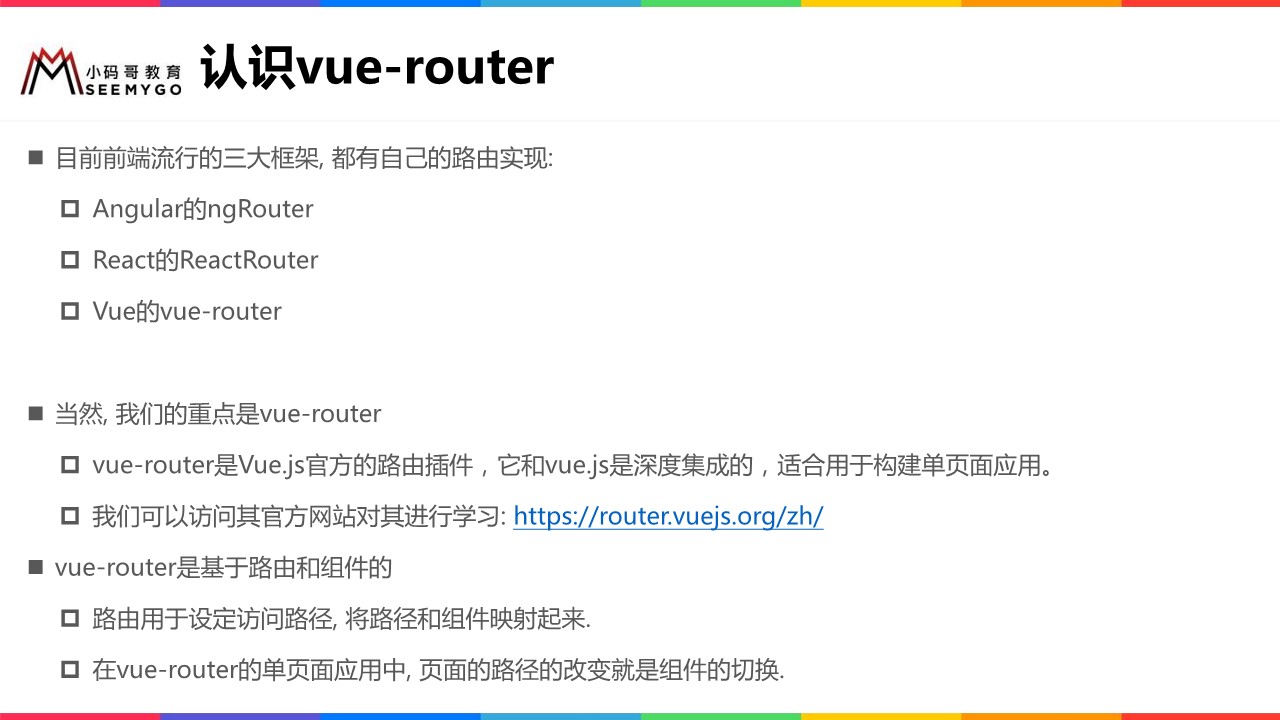 小码哥教育
SEEMYGO
认识vue-router
目前前端流行的三大框架, 都有自己的路由实现:
Angular的ngRouter
React的ReactRouter
Vue的vue-router
当然, 我们的重点是vue-router
vue-router是Vue.js官方的路由插件，它和vue.js是深度集成的，适合用于构建单页面应用。
我们可以访问其官方网站对其进行学习: https://router.vuejs.org/zh/
vue-router是基于路由和组件的
路由用于设定访问路径, 将路径和组件映射起来.
在vue-router的单页面应用中, 页面的路径的改变就是组件的切换.